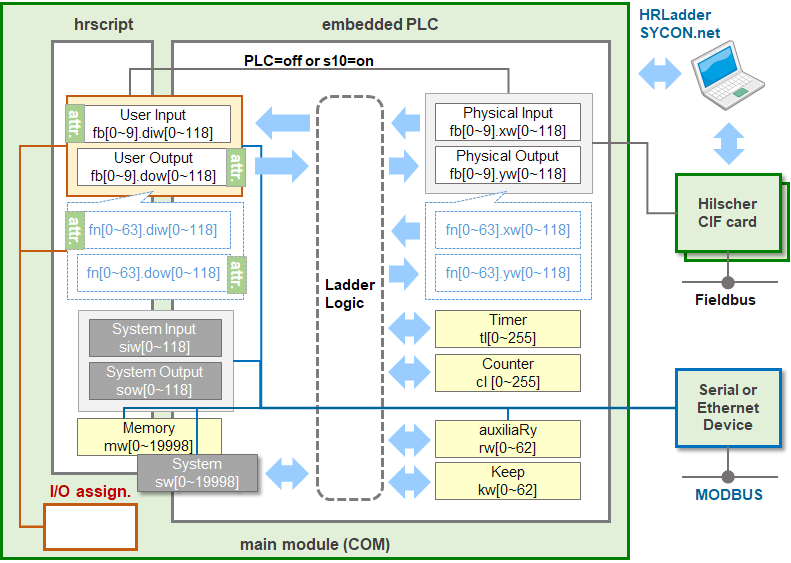 hrscript
embedded PLC
HRLadder
SYCON.net
PLC=off or s10=on
attr.
User Input
fb[0~9].diw[0~118]
User Output
fb[0~9].dow[0~118]
attr.
Physical Input
fb[0~9].xw[0~118]
Physical Output
fb[0~9].yw[0~118]
attr.
fn[0~63].diw[0~118]
fn[0~63].dow[0~118]
attr.
fn[0~63].xw[0~118]
fn[0~63].yw[0~118]
Hilscher
CIF card
Fieldbus
Ladder
Logic
System Input
siw[0~118]
System Output
sow[0~118]
Timer
tl[0~255]
Counter
cl [0~255]
Memory
mw[0~19998]
System
sw[0~19998]
auxiliaRy
rw[0~62]
Keep
kw[0~62]
Serial or
Ethernet
Device
MODBUS
I/O assign.
main module (COM)